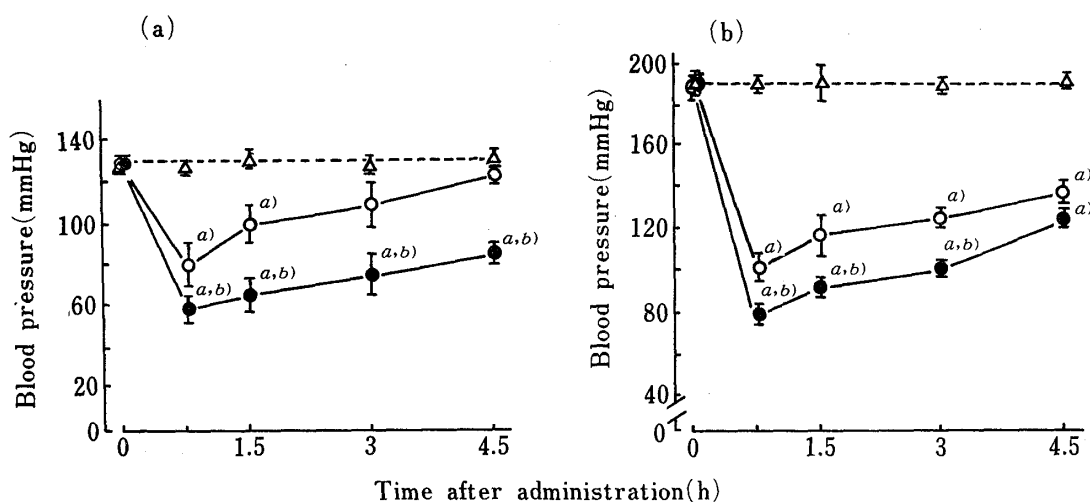 (a)
Blood pressure(mmHg)
140
100
60
20
0
a)
a)
a,b)
a,b)
a,b)
a,b)
0
1.5
3
4.5
(b)
Blood pressure(mmHg)
200
160
120
80
40
0
a)
a)
a)
a)
a,b)
a,b)
a,b)
a)
0
1.5
3
4.5
Time after administration(h)